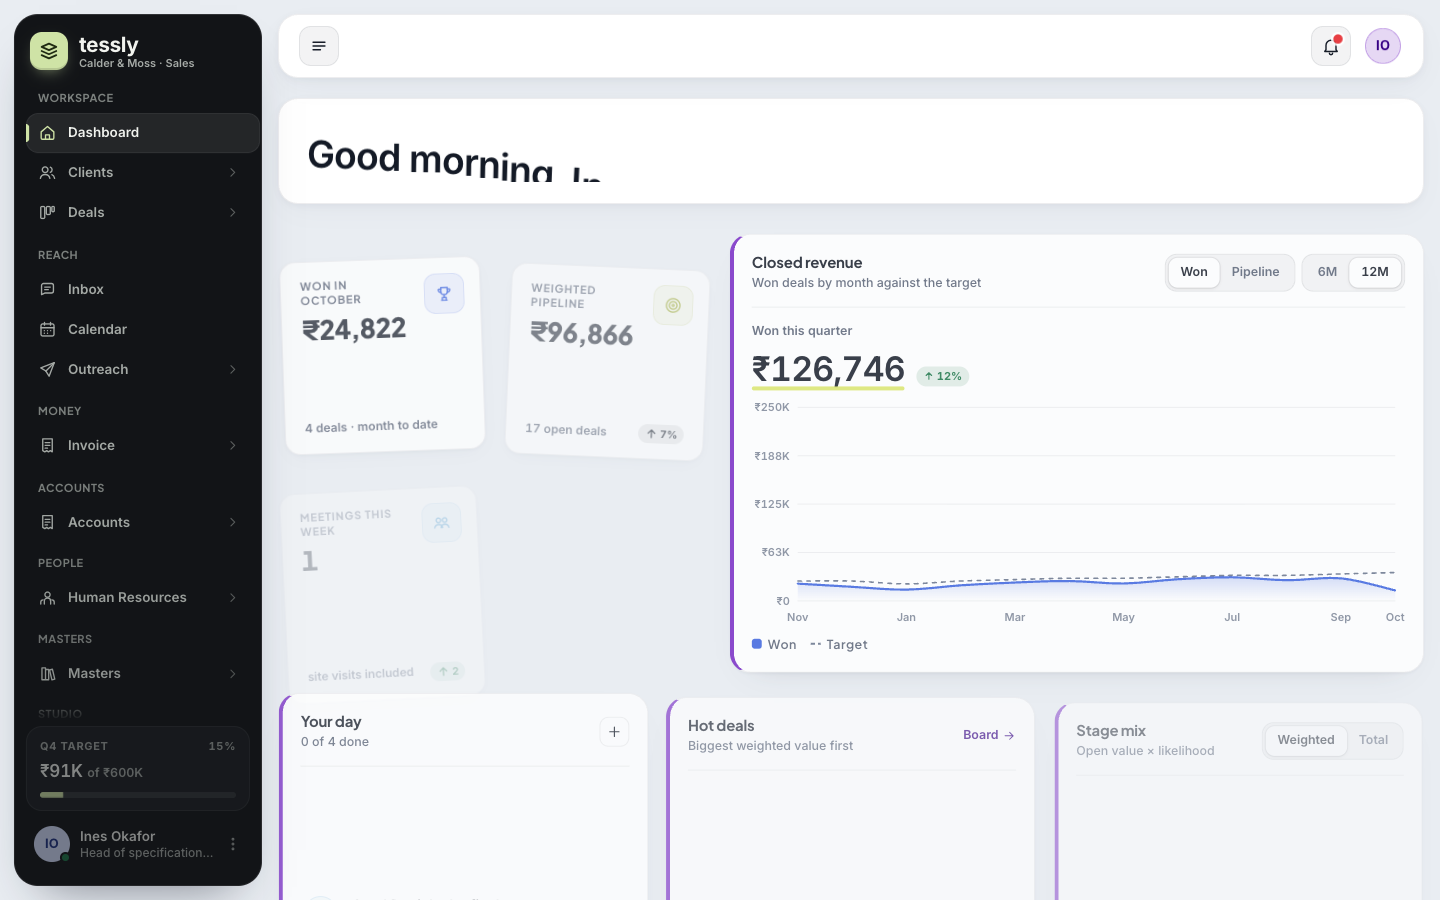 tessly
Calder & Moss · Sales
WORKSPACE
Dashboard
Clients
Deals
REACH
Inbox
Calendar
Outreach
MONEY
Invoice
ACCOUNTS
Accounts
PEOPLE
Human Resources
MASTERS
Masters
STUDIO
Q4 TARGET 15%
₹91K of ₹600K
IO Ines Okafor
Head of specification...
IO
Good morning,
WON IN
OCTOBER
₹24,822
4 deals · month to date
WEIGHTED
PIPELINE
₹96,866
17 open deals ↑ 7%
MEETINGS THIS
WEEK
1
site visits included ↑ 2
Closed revenue
Won deals by month against the target
Won Pipeline 6M 12M
Won this quarter
₹126,746 ↑ 12%
₹250K
₹188K
₹125K
₹63K
₹0
Nov Jan Mar May Jul Sep Oct
Won Target
Your day
0 of 4 done
Hot deals
Biggest weighted value first
Board →
Stage mix
Open value × likelihood
Weighted Total